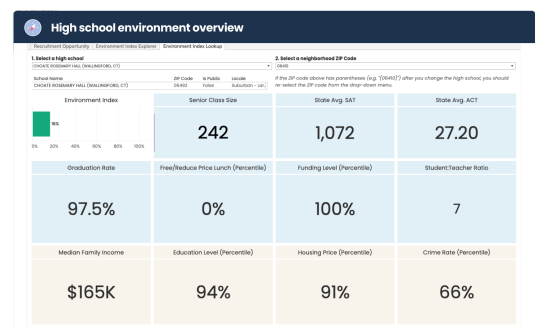 High school environment overview
Recruitment Opportunity Environment Index Explorer Environment Index Lookup
1. Select a high school 2. Select a neighborhood ZIP Code
CHOATE ROSEMARY HALL (WALLINGFORD, CT) 06410
School Name ZIP Code Is Public Locale
CHOATE ROSEMARY HALL (WALLINGFORD, CT) 06492 False Suburban - Lar..
If the ZIP code above has parentheses (e.g. "(06410)") after you change the high school, you should
re-select the ZIP code from the drop-down menu.
Environment Index Senior Class Size State Avg. SAT State Avg. ACT
16% 242 1,072 27.20
0% 20% 40% 60% 80% 100%
Graduation Rate Free/Reduce Price Lunch (Percentile) Funding Level (Percentile) Student:Teacher Ratio
97.5% 0% 100% 7
Median Family Income Education Level (Percentile) Housing Price (Percentile) Crime Rate (Percentile)
$165K 94% 91% 66%